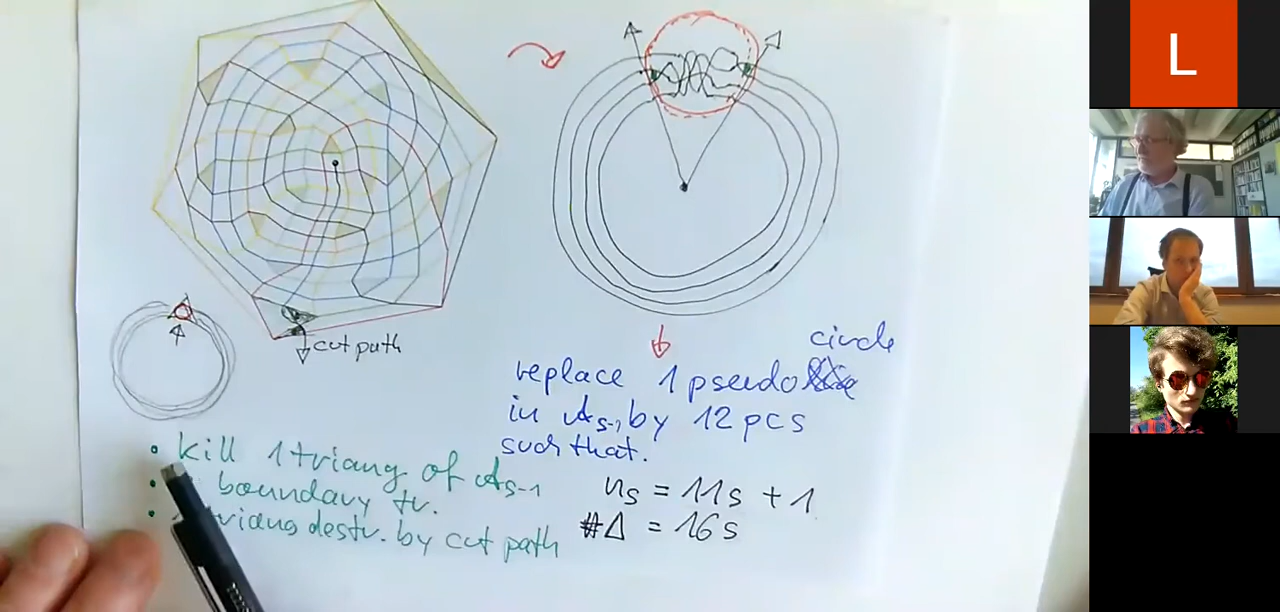 cut path
circle
replace 1 pseudo
in As-1 by 12 pcs
such that.
• kill 1 triang of As-1
• boundary tr.
• triang destr. by cut path
ns = 11s + 1
#Δ = 16s
L